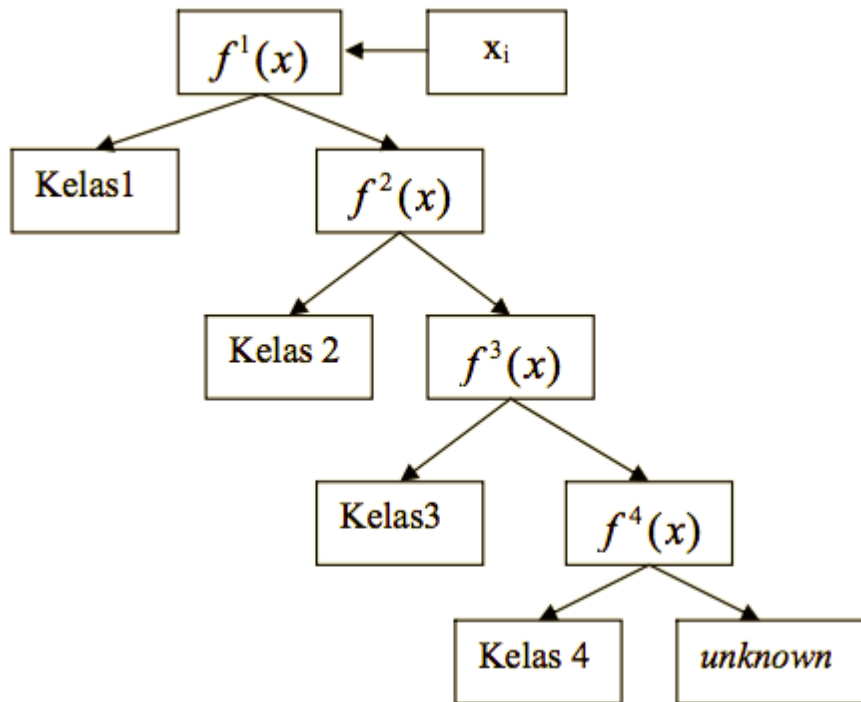 f¹(x)
xᵢ
Kelas1
f²(x)
Kelas 2
f³(x)
Kelas3
f⁴(x)
Kelas 4
unknown